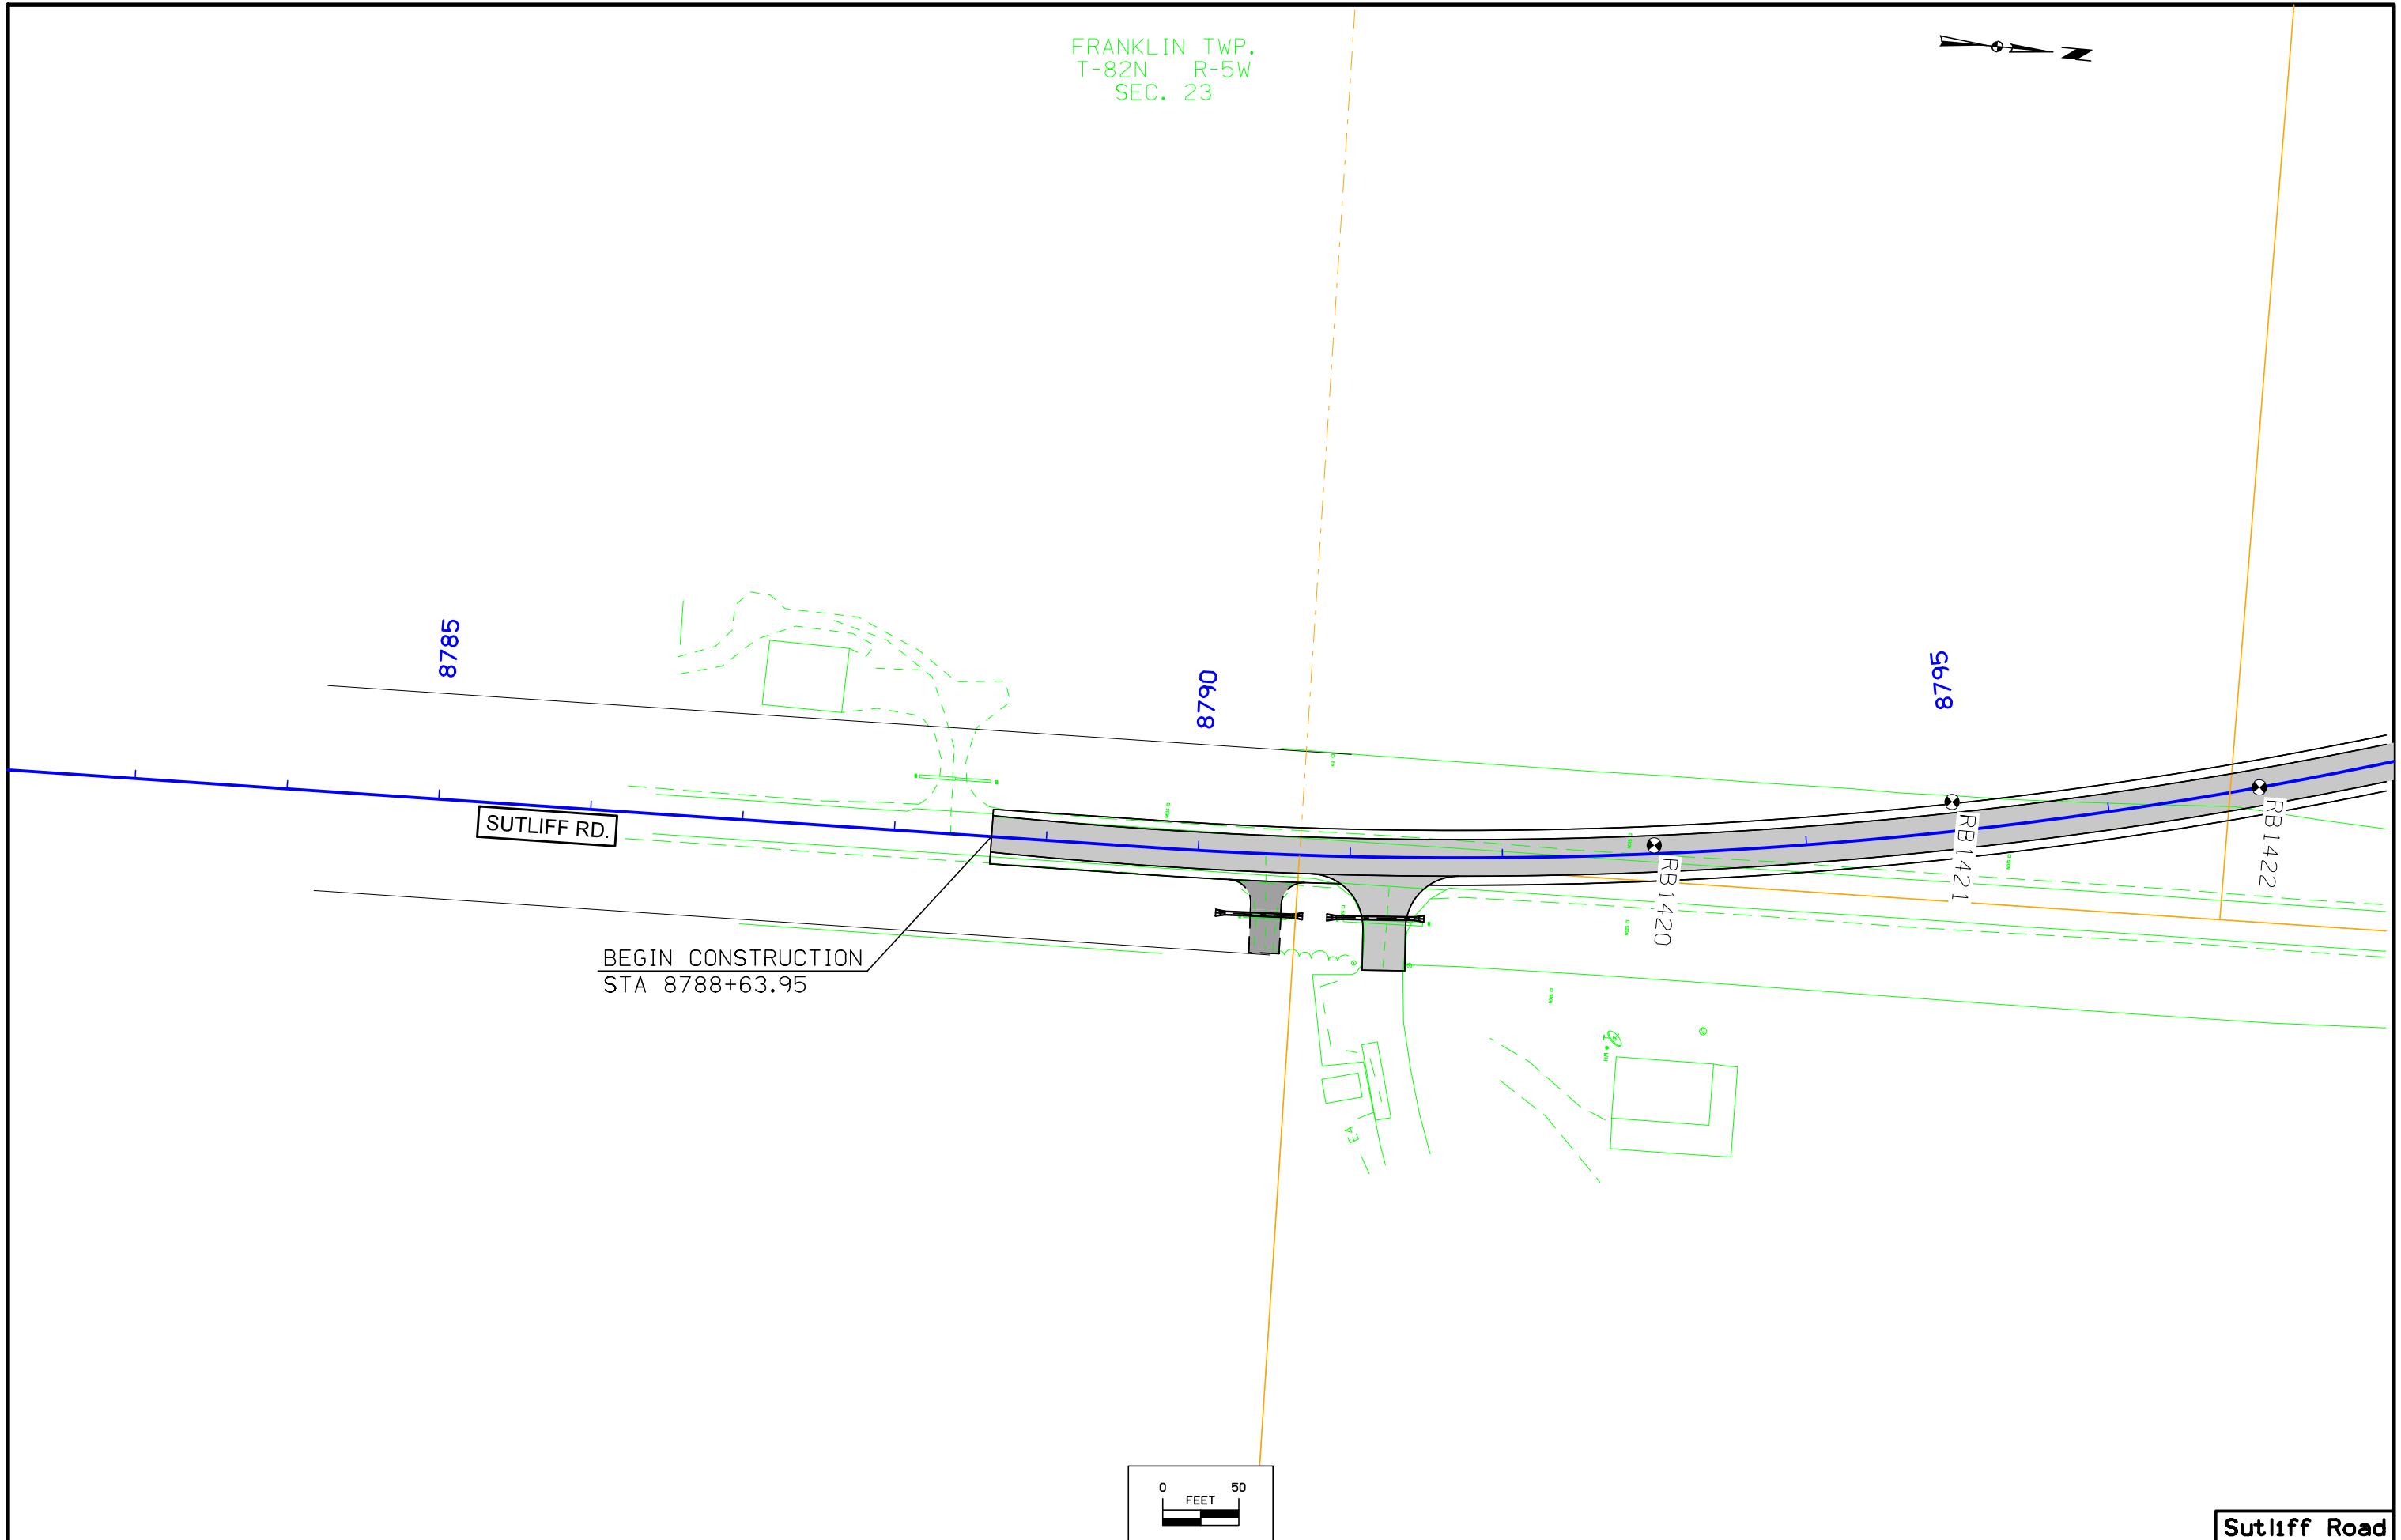 FRANKLIN TWP.
T-82N R-5W
SEC. 23
N
8785
8790
8795
SUTLIFF RD.
BEGIN CONSTRUCTION
STA 8788+63.95
RB1420
RB1421
RB1422
EA
0 50
FEET
Sutliff Road